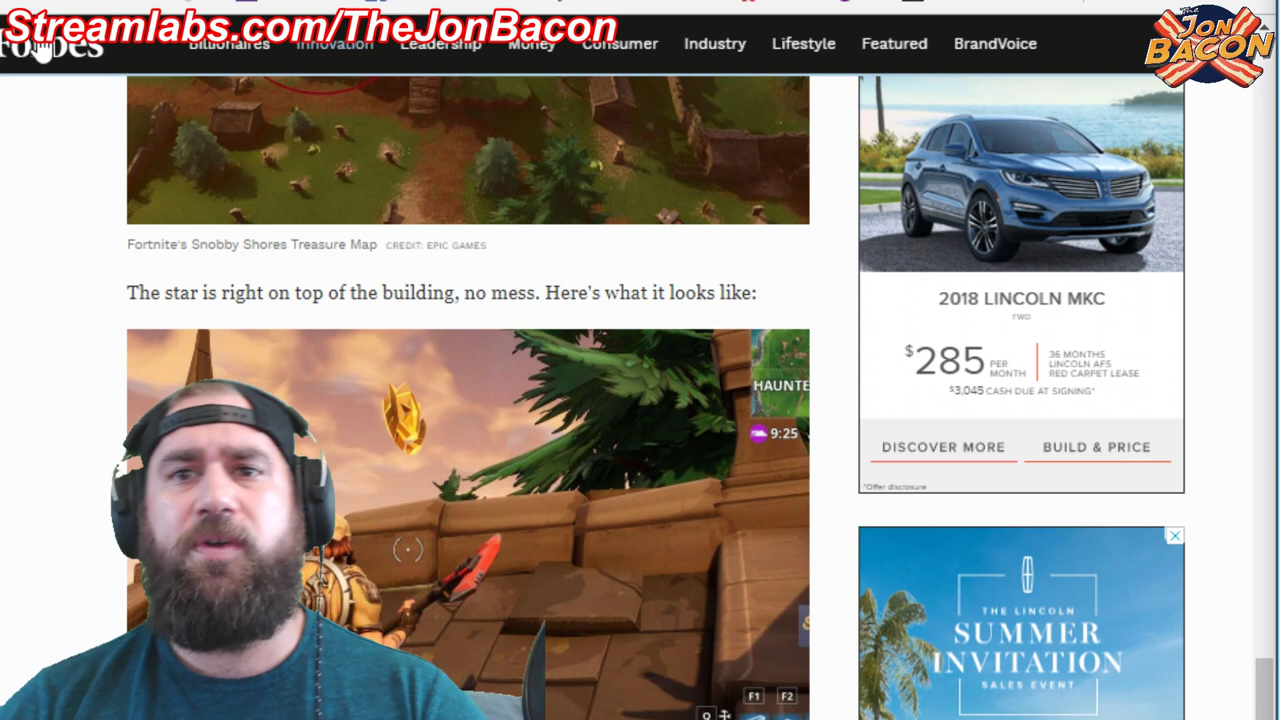 Streamlabs.com/TheJonBacon
Forbes
Billionaires Innovation Leadership Money Consumer Industry Lifestyle Featured BrandVoice
The
JON
BACON
Fortnite's Snobby Shores Treasure Map CREDIT: EPIC GAMES
The star is right on top of the building, no mess. Here's what it looks like:
HAUNTE
9:25
F1 F2
Q
2018 LINCOLN MKC
FWD
$285 PER MONTH
36 MONTHS
LINCOLN AFS
RED CARPET LEASE
$3,045 CASH DUE AT SIGNING*
DISCOVER MORE BUILD & PRICE
*Offer disclosure
THE LINCOLN
SUMMER
INVITATION
SALES EVENT